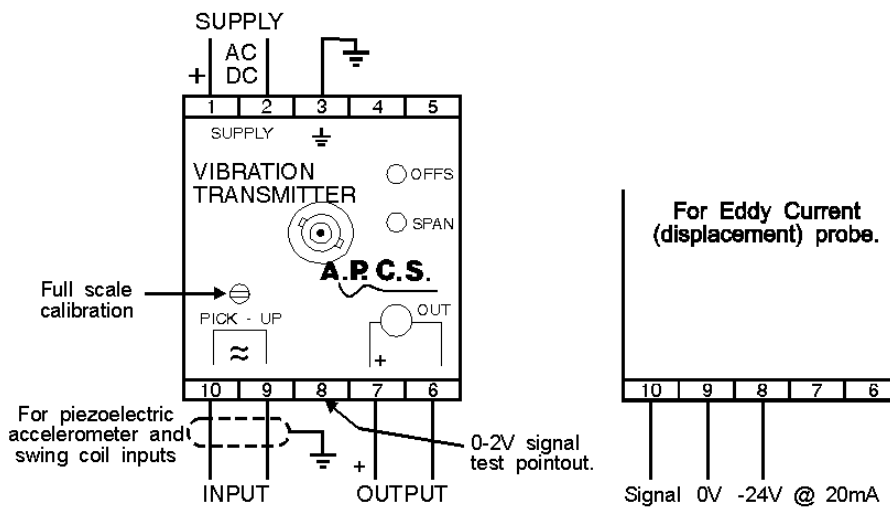 SUPPLY
AC
+ DC
1 2 3 4 5
SUPPLY
VIBRATION
TRANSMITTER
OFFS
SPAN
A.P.C.S.
Full scale
calibration
PICK - UP
OUT
≈
+
10 9 8 7 6
For piezoelectric
accelerometer and
swing coil inputs
0-2V signal
test pointout.
+
INPUT
OUTPUT
For Eddy Current
(displacement) probe.
10 9 8 7 6
Signal 0V -24V @ 20mA